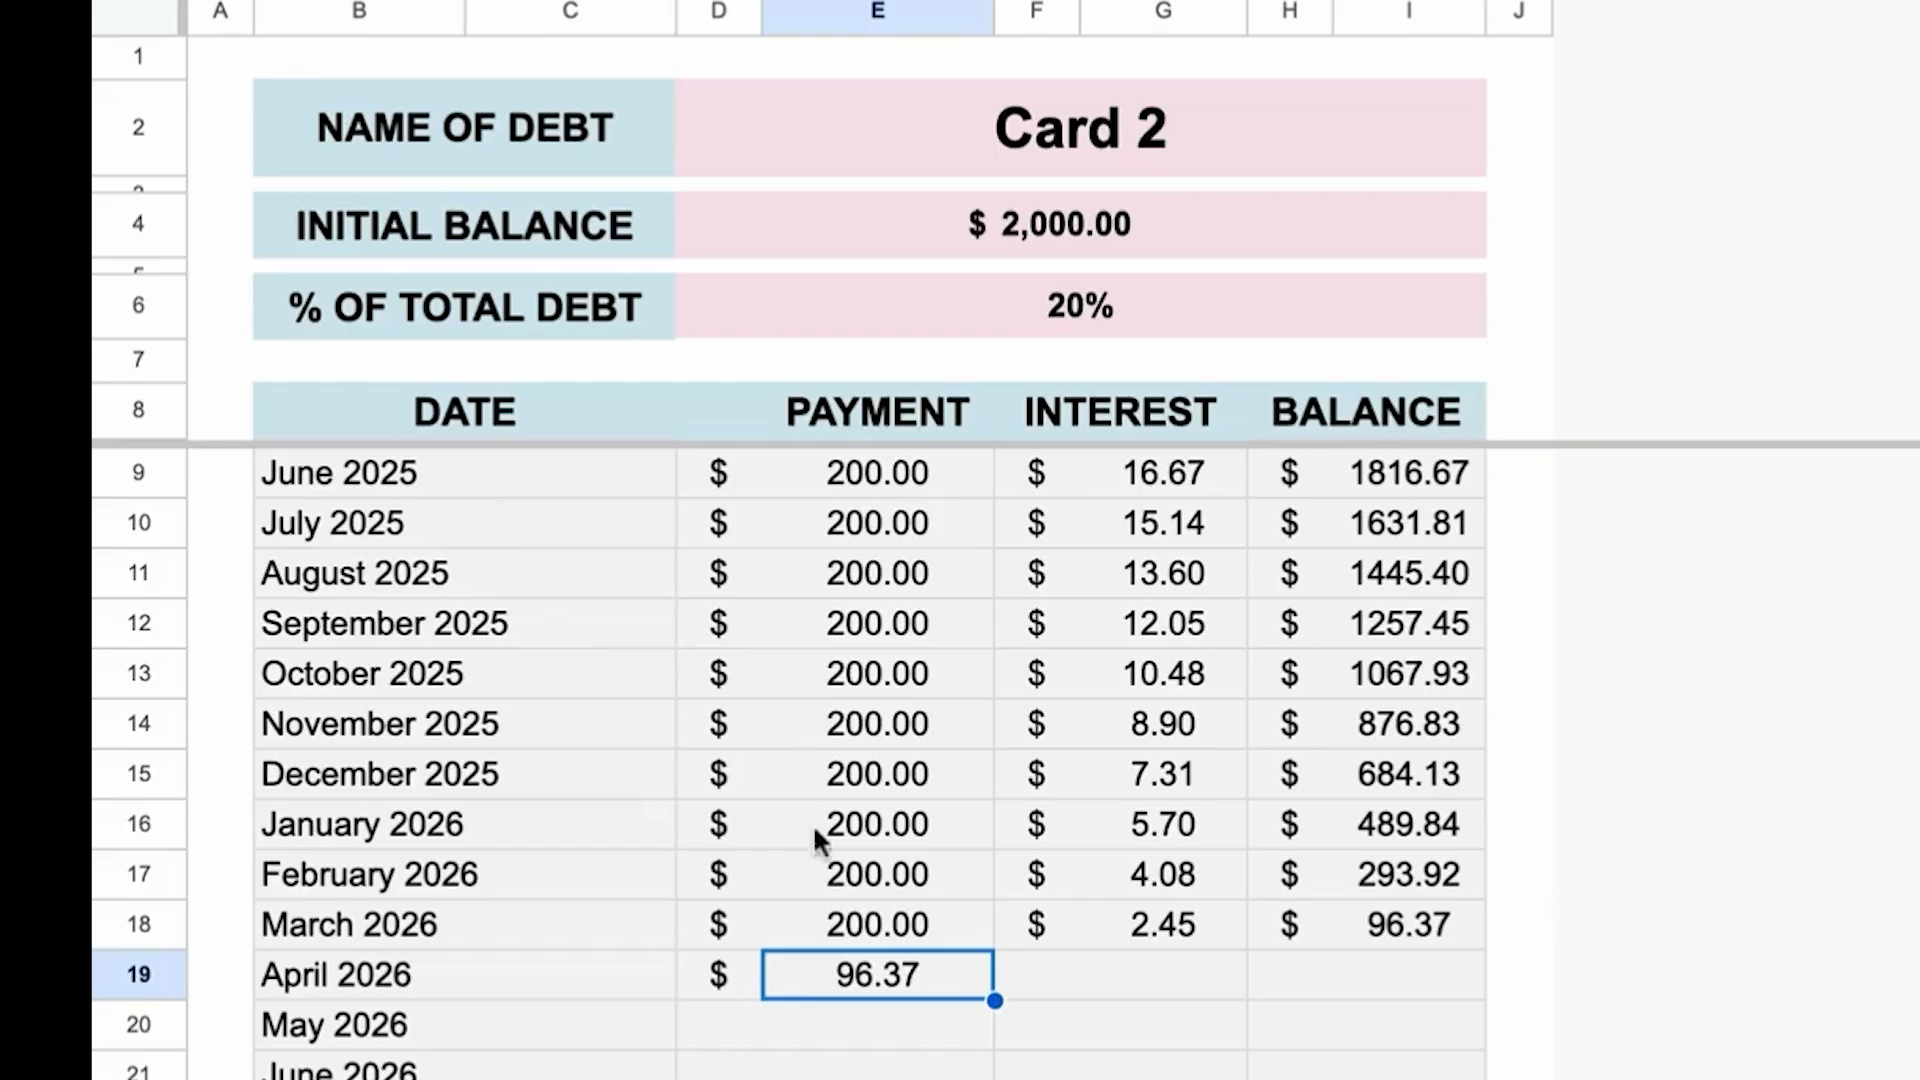 A B C D E F G H I J
1
2 NAME OF DEBT Card 2
4 INITIAL BALANCE $ 2,000.00
6 % OF TOTAL DEBT 20%
7
8 DATE PAYMENT INTEREST BALANCE
9 June 2025 $ 200.00 $ 16.67 $ 1816.67
10 July 2025 $ 200.00 $ 15.14 $ 1631.81
11 August 2025 $ 200.00 $ 13.60 $ 1445.40
12 September 2025 $ 200.00 $ 12.05 $ 1257.45
13 October 2025 $ 200.00 $ 10.48 $ 1067.93
14 November 2025 $ 200.00 $ 8.90 $ 876.83
15 December 2025 $ 200.00 $ 7.31 $ 684.13
16 January 2026 $ 200.00 $ 5.70 $ 489.84
17 February 2026 $ 200.00 $ 4.08 $ 293.92
18 March 2026 $ 200.00 $ 2.45 $ 96.37
19 April 2026 $ 96.37
20 May 2026
21 June 2026